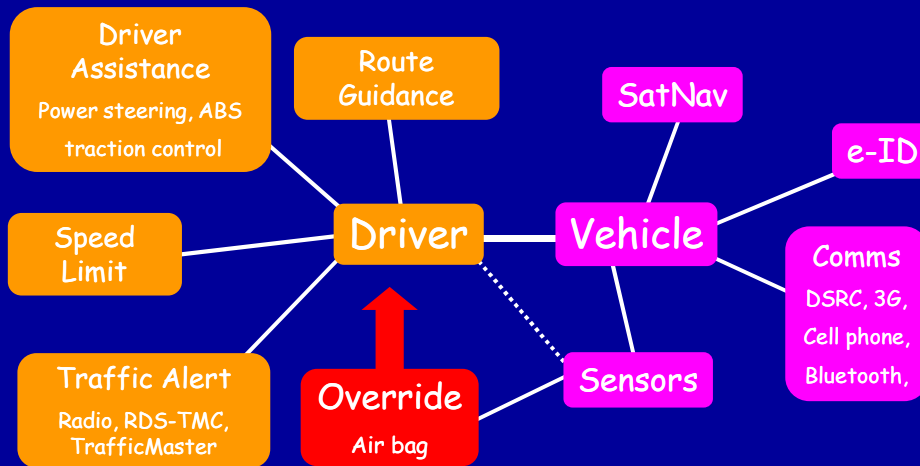 Driver
Assistance
Power steering, ABS
traction control
Route
Guidance
SatNav
e-ID
Speed
Limit
Driver
Vehicle
Comms
DSRC, 3G,
Cell phone,
Bluetooth,
Traffic Alert
Radio, RDS-TMC,
TrafficMaster
Override
Air bag
Sensors